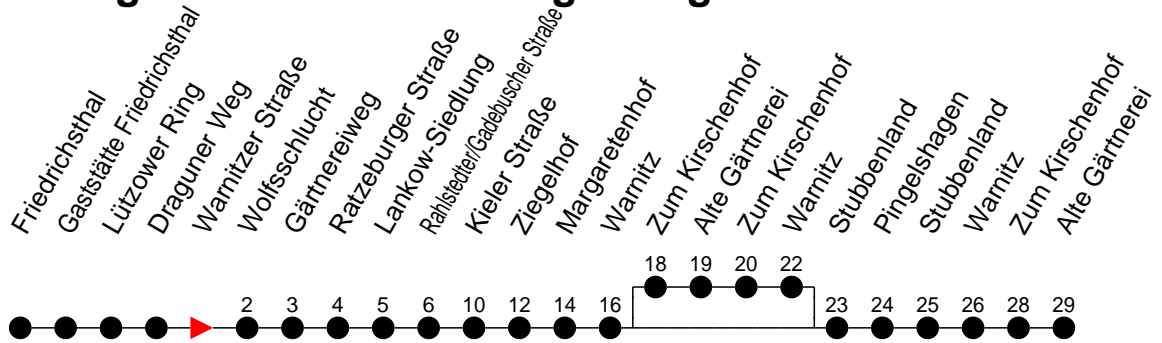 Friedrichsthal
Gaststätte Friedrichsthal
Lützower Ring
Draguner Weg
Warnitzer Straße
Wolfsschlucht
Gärtnereiweg
Ratzeburger Straße
Lankow-Siedlung
Rahlstedter/Gadebuscher Straße
Kieler Straße
Ziegelhof
Margaretenhof
Warnitz
Zum Kirschenhof
Alte Gärtnerei
Zum Kirschenhof
Warnitz
Stubbenland
Pingelshagen
Stubbenland
Warnitz
Zum Kirschenhof
Alte Gärtnerei
18 19 20 22
2 3 4 5 6 10 12 14 16 23 24 25 26 28 29